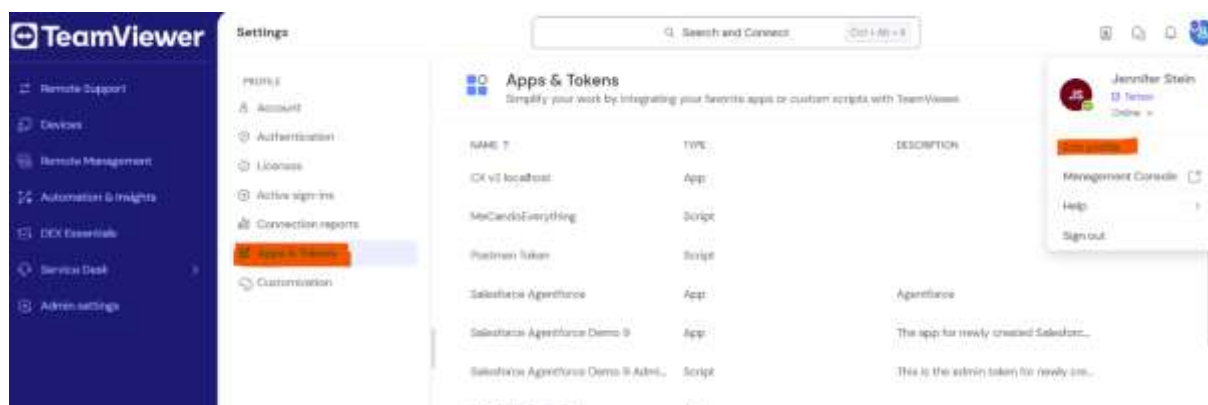 TeamViewer
Remote Support
Devices
Remote Management
Automation & Insights
DEX Essentials
Service Desk
Admin settings
Settings
PROFILE
Account
Authentication
Licenses
Active sign-ins
Connection reports
Apps & Tokens
Customization
Search and Connect
Ctrl + Alt + K
Apps & Tokens
Simplify your work by integrating your favorite apps or custom scripts with TeamViewer.
NAME TYPE DESCRIPTION
CX v2 localhost App
MeCandoEverything Script
Postman Token Script
Salesforce Agentforce App Agentforce
Salesforce Agentforce Demo 9 App The app for newly created Salesforc...
Salesforce Agentforce Demo 9 Admi... Script This is the admin token for newly cre...
JS
Jennifer Stein
Online
Edit profile
Management Console
Help
Sign out